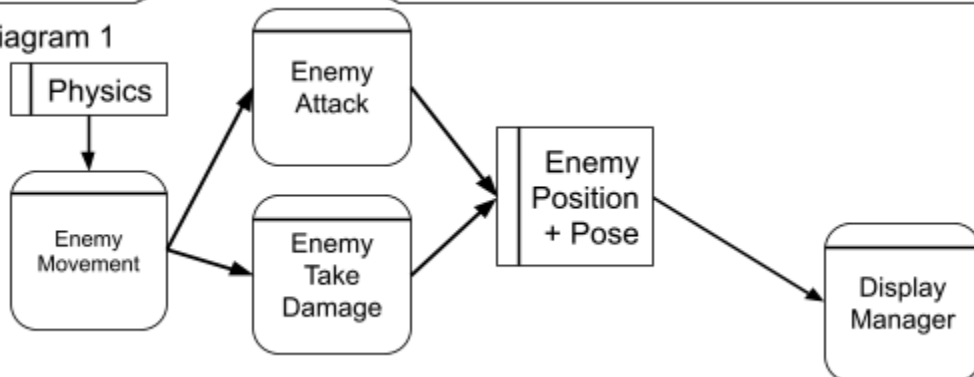 iagram 1
Physics
Enemy
Movement
Enemy
Attack
Enemy
Take
Damage
Enemy
Position
+ Pose
Display
Manager